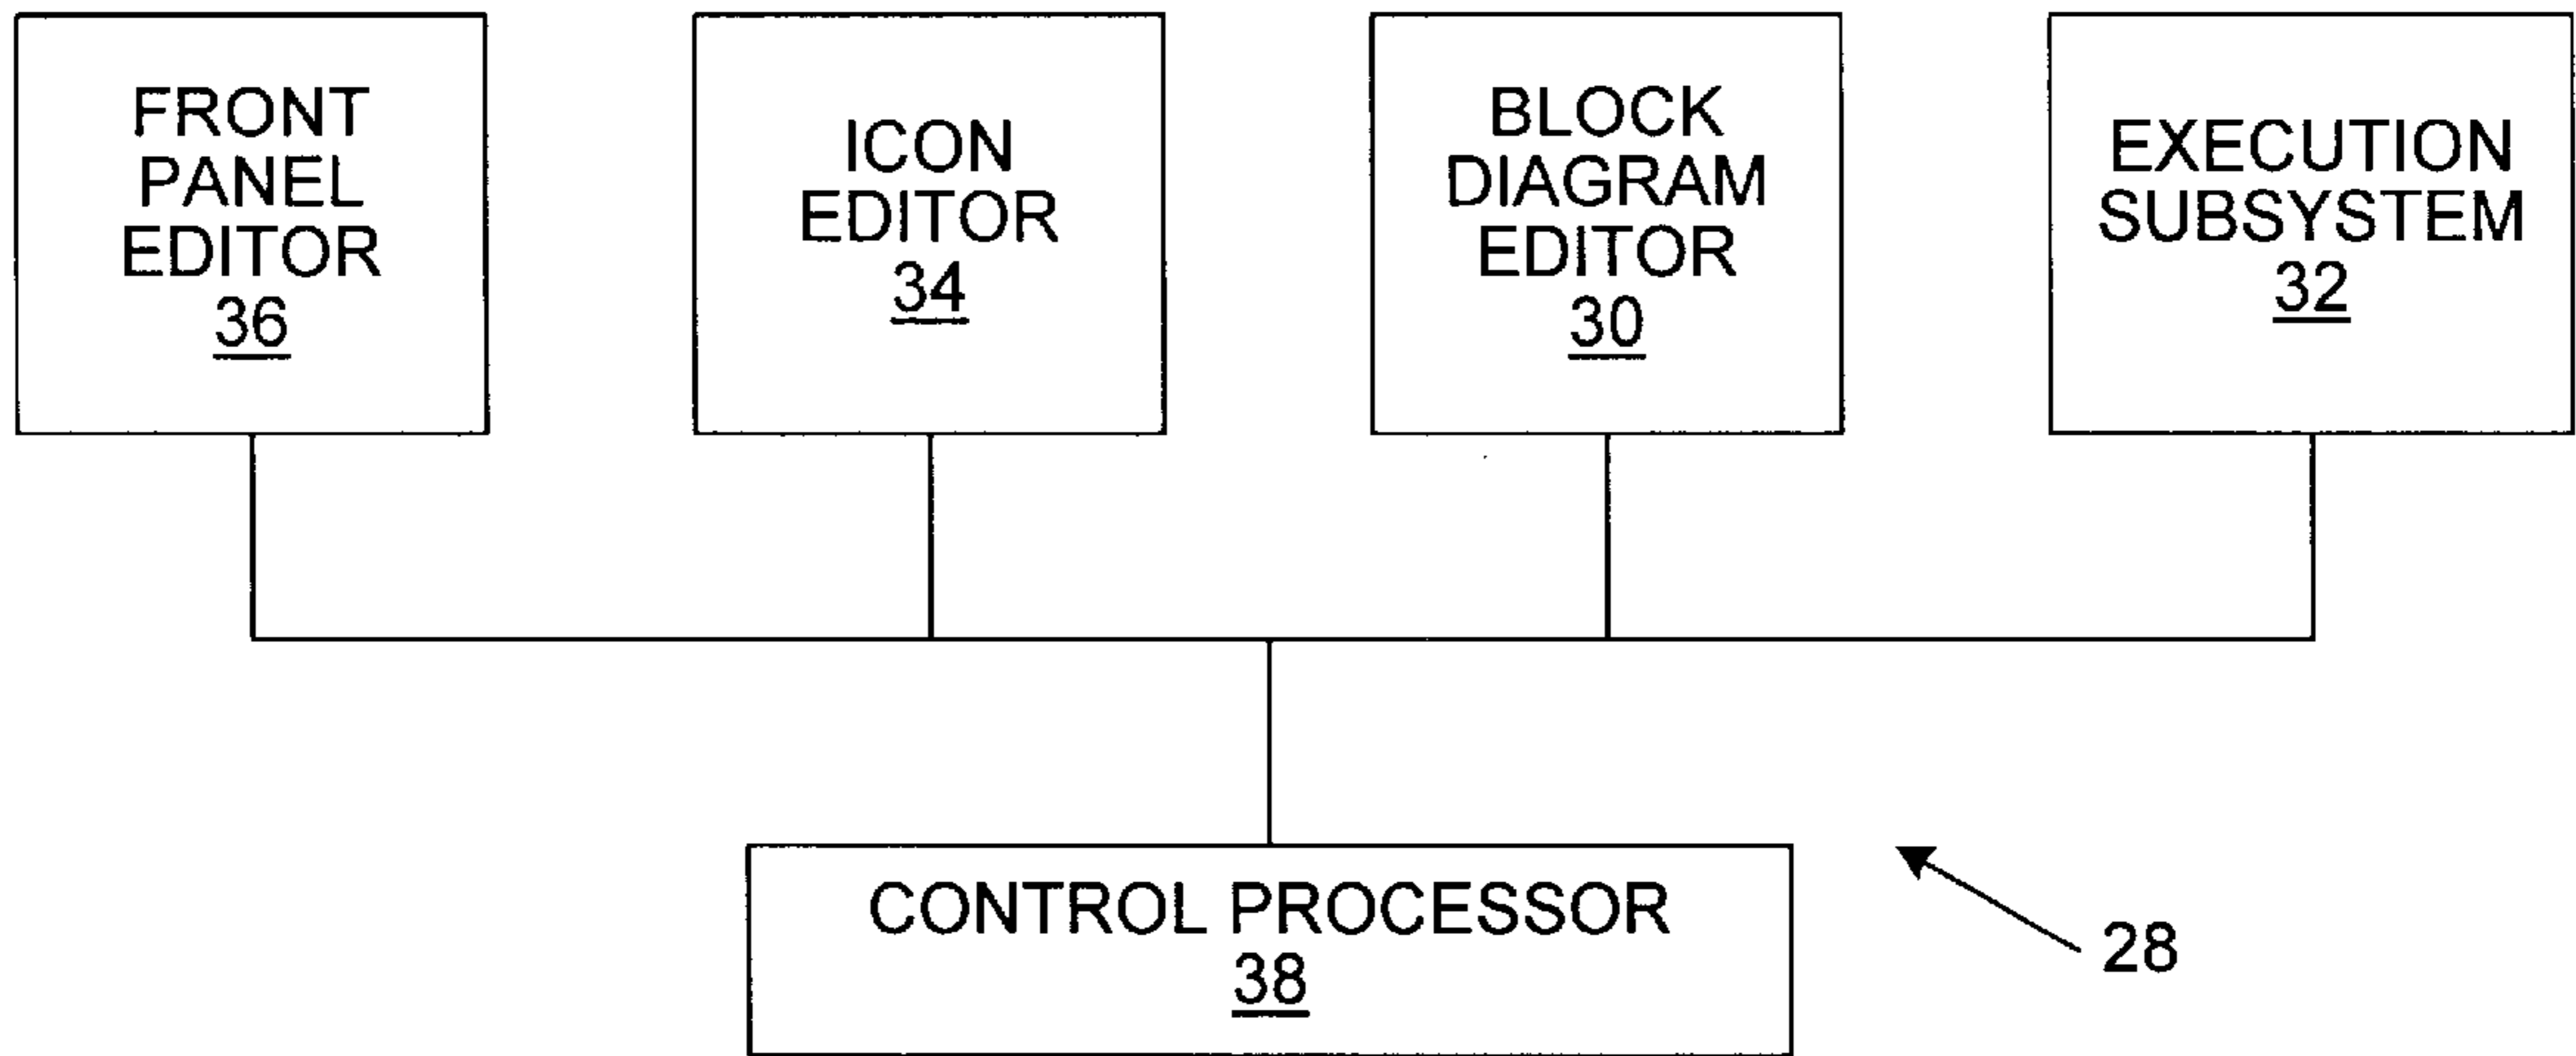 FRONT
PANEL
EDITOR
36
ICON
EDITOR
34
BLOCK
DIAGRAM
EDITOR
30
EXECUTION
SUBSYSTEM
32
CONTROL PROCESSOR
38
28